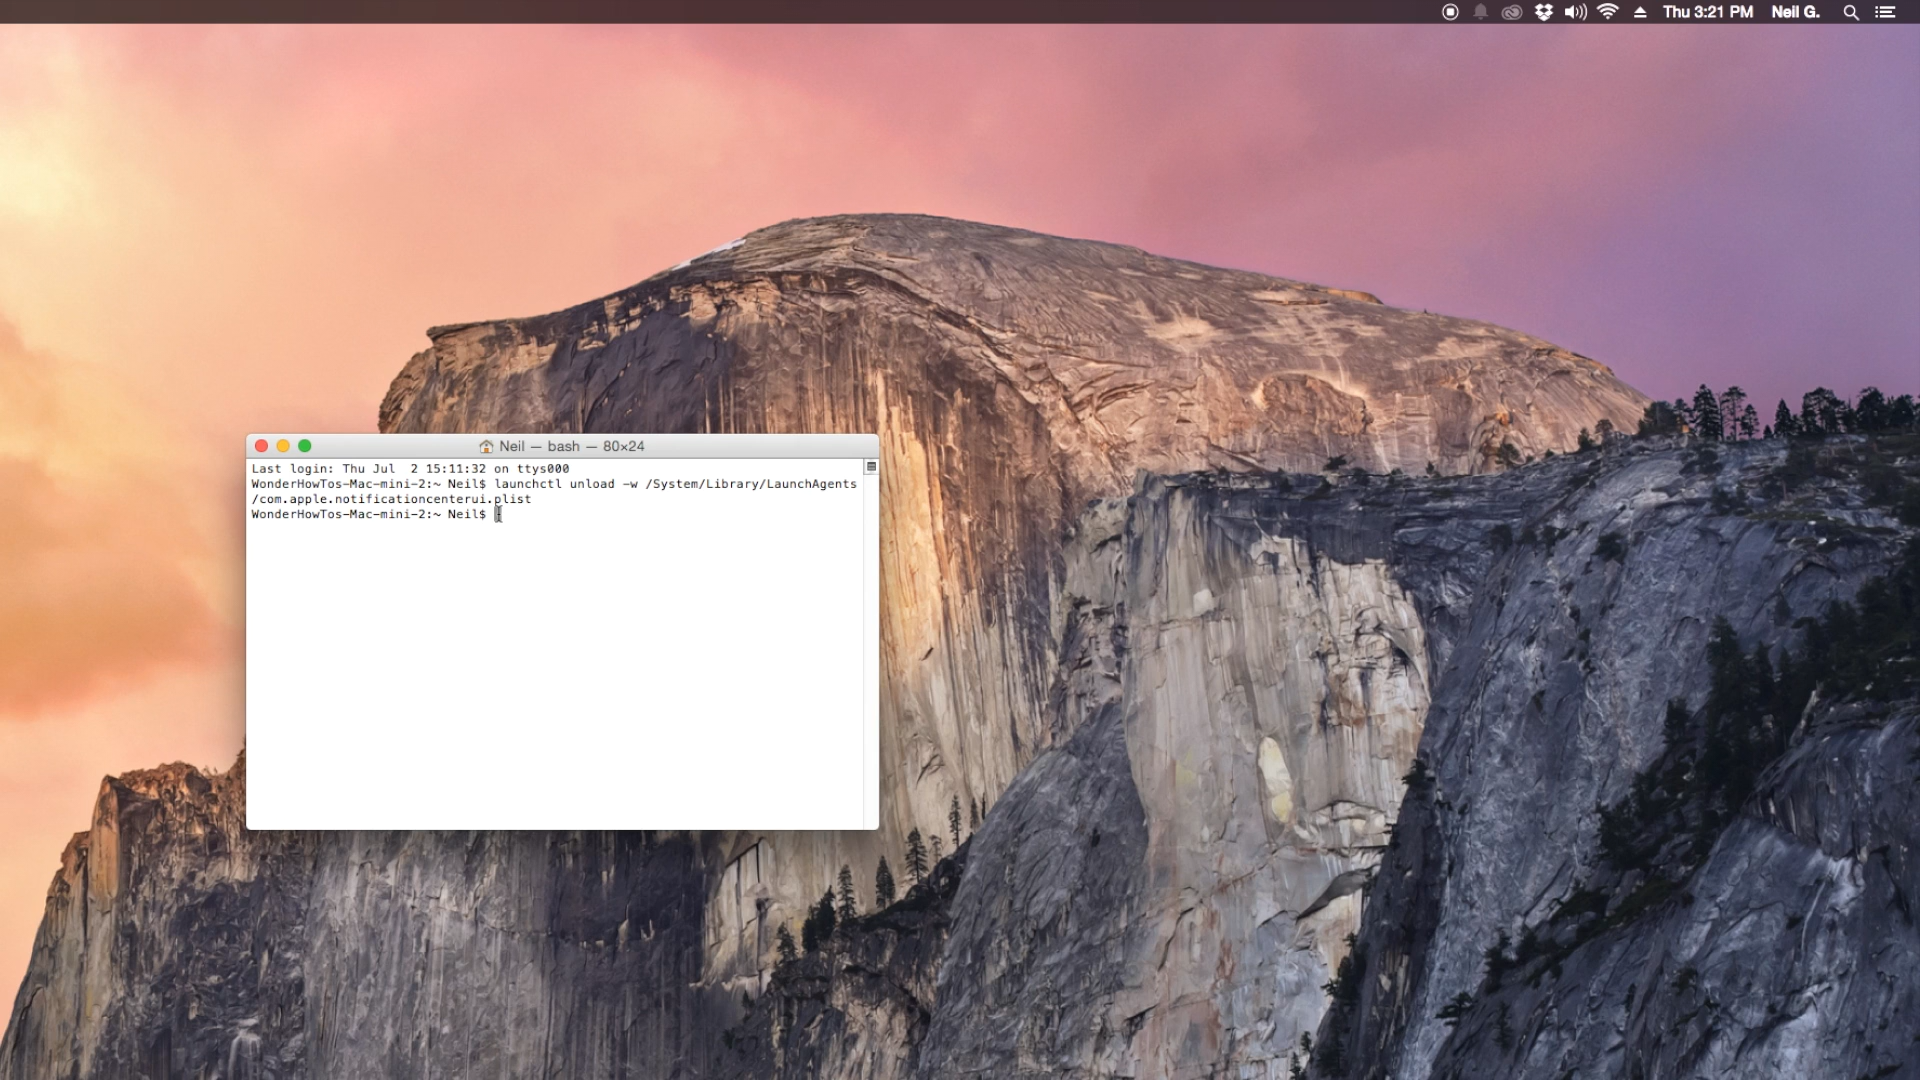 Thu 3:21 PM Neil G.
Neil — bash — 80×24
Last login: Thu Jul  2 15:11:32 on ttys000
WonderHowTos-Mac-mini-2:~ Neil$ launchctl unload -w /System/Library/LaunchAgents
/com.apple.notificationcenterui.plist
WonderHowTos-Mac-mini-2:~ Neil$